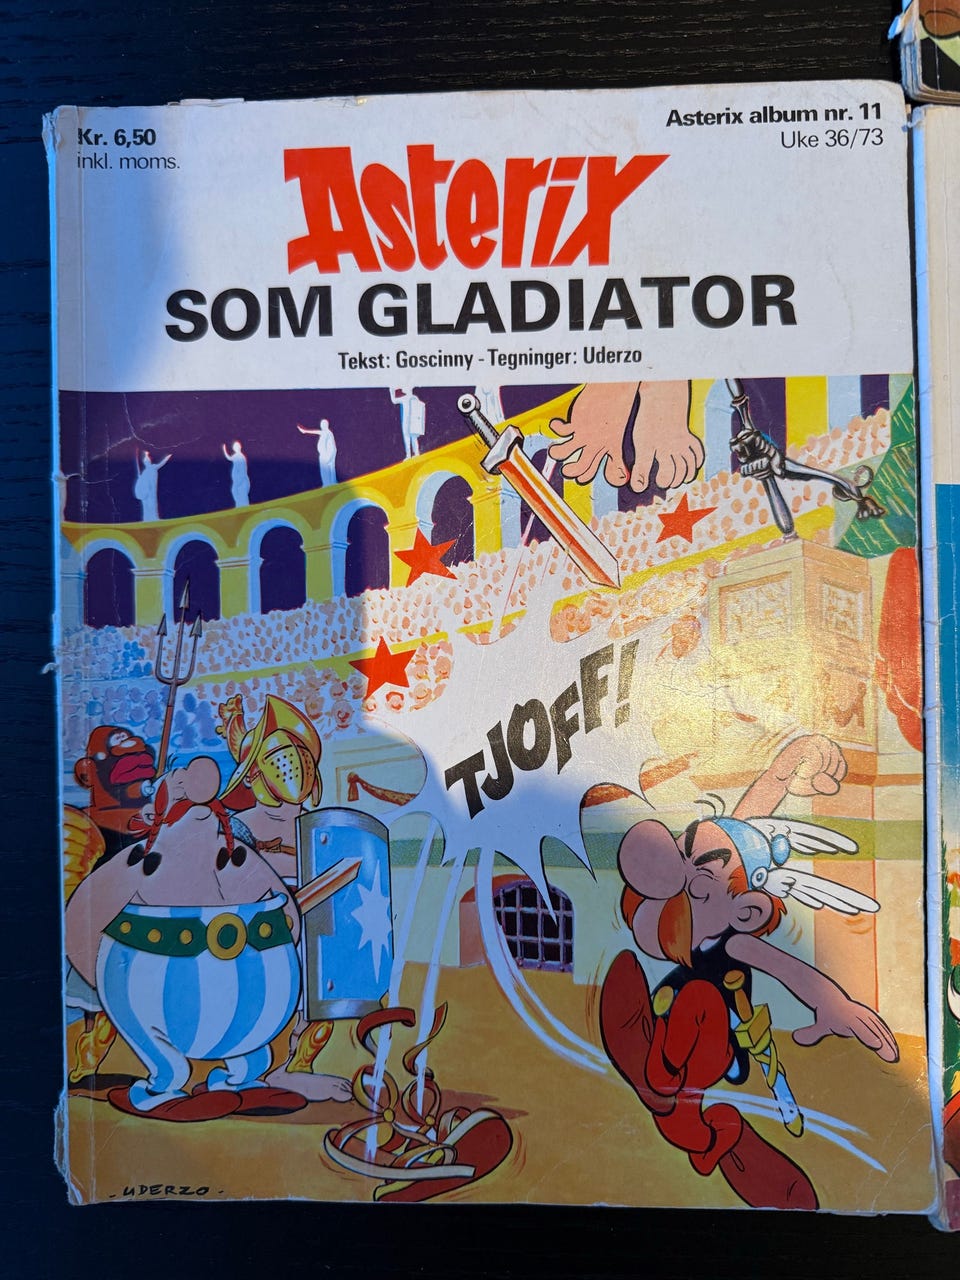 Kr. 6,50
inkl. moms.
Asterix album nr. 11
Uke 36/73
Asterix
SOM GLADIATOR
Tekst: Goscinny - Tegninger: Uderzo
TJOFF!
- UDERZO -